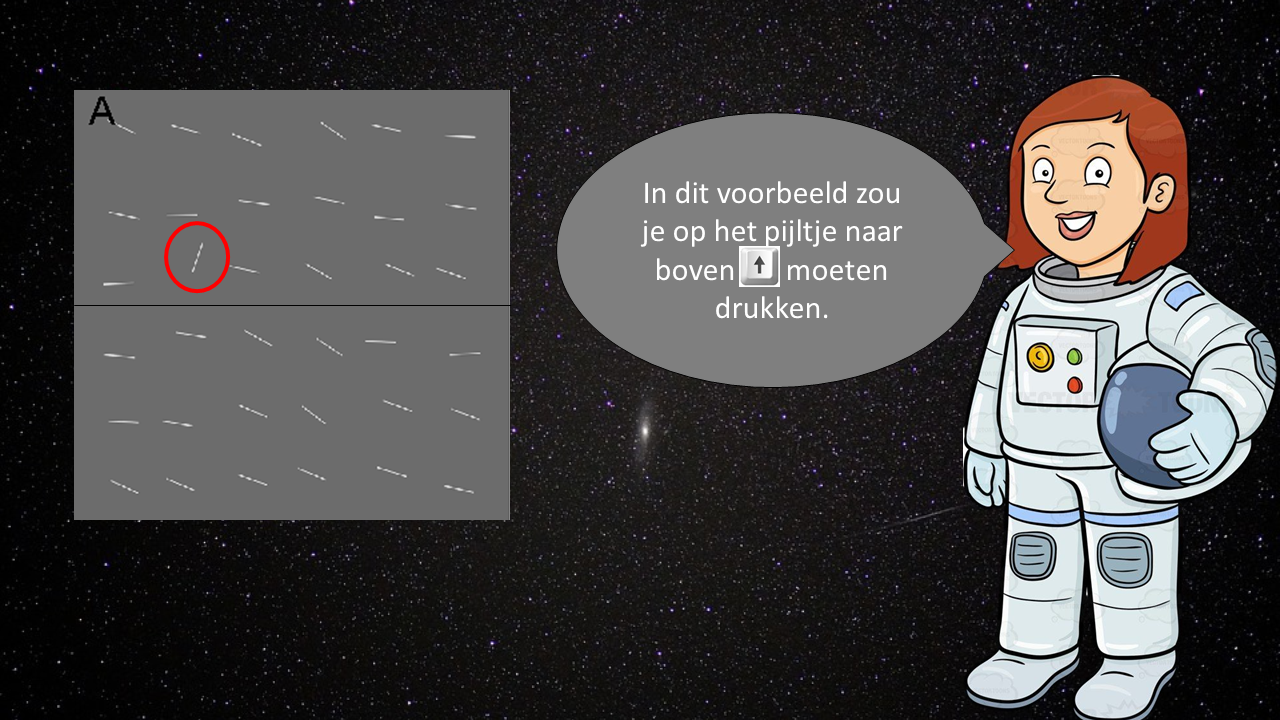 A
In dit voorbeeld zou
je op het pijltje naar
boven ↑ moeten
drukken.